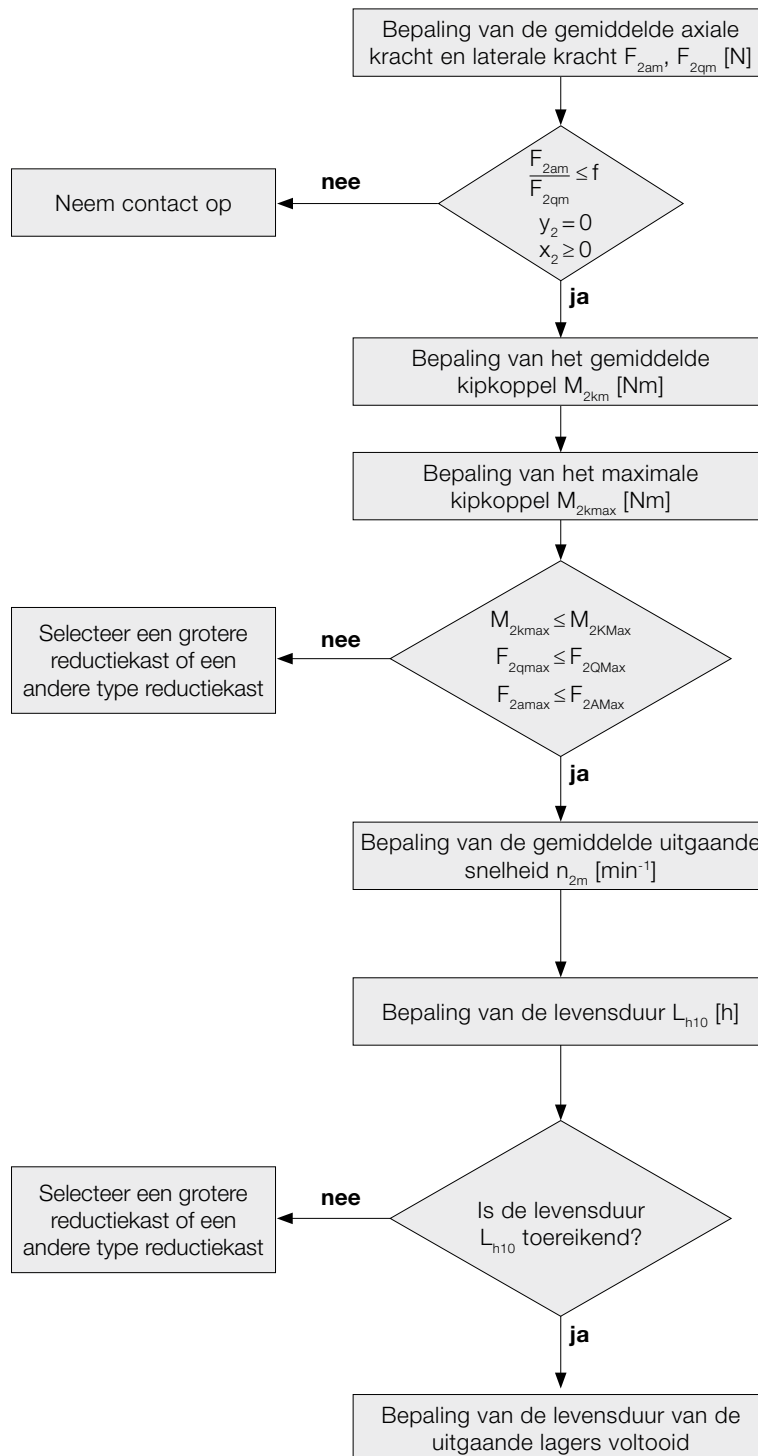 Bepaling van de gemiddelde axiale
kracht en laterale kracht F2am, F2qm [N]
F2am
F2qm
≤ f
y2 = 0
x2 ≥ 0
nee
Neem contact op
ja
Bepaling van het gemiddelde
kipkoppel M2km [Nm]
Bepaling van het maximale
kipkoppel M2kmax [Nm]
M2kmax ≤ M2KMax
F2qmax ≤ F2QMax
F2amax ≤ F2AMax
nee
Selecteer een grotere
reductiekast of een
andere type reductiekast
ja
Bepaling van de gemiddelde uitgaande
snelheid n2m [min-1]
Bepaling van de levensduur Lh10 [h]
Is de levensduur
Lh10 toereikend?
nee
Selecteer een grotere
reductiekast of een
andere type reductiekast
ja
Bepaling van de levensduur van de
uitgaande lagers voltooid